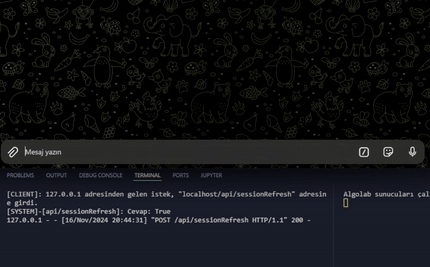 Mesaj yazın
PROBLEMS OUTPUT DEBUG CONSOLE TERMINAL PORTS JUPYTER
[CLIENT]: 127.0.0.1 adresinden gelen istek, "localhost/api/sessionRefresh" adresin
e girdi.
[SYSTEM]-[api/sessionRefresh]: Cevap: True
127.0.0.1 - - [16/Nov/2024 20:44:31] "POST /api/sessionRefresh HTTP/1.1" 200 -
Algolab sunucuları çal